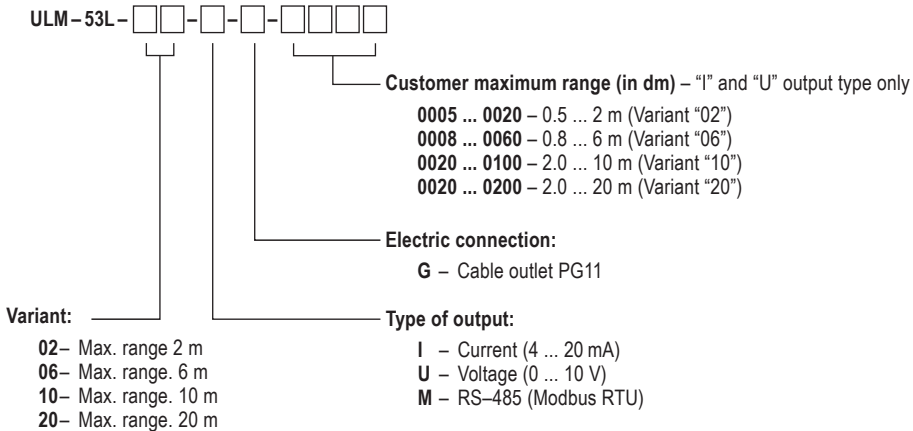 ULM – 53L – □□ – □ – □ – □□□□
Customer maximum range (in dm) – “I” and “U” output type only
0005 ... 0020 – 0.5 ... 2 m (Variant “02”)
0008 ... 0060 – 0.8 ... 6 m (Variant “06”)
0020 ... 0100 – 2.0 ... 10 m (Variant “10”)
0020 ... 0200 – 2.0 ... 20 m (Variant “20”)
Electric connection:
G – Cable outlet PG11
Variant:
02– Max. range 2 m
06– Max. range. 6 m
10– Max. range. 10 m
20– Max. range. 20 m
Type of output:
I – Current (4 ... 20 mA)
U – Voltage (0 ... 10 V)
M – RS–485 (Modbus RTU)